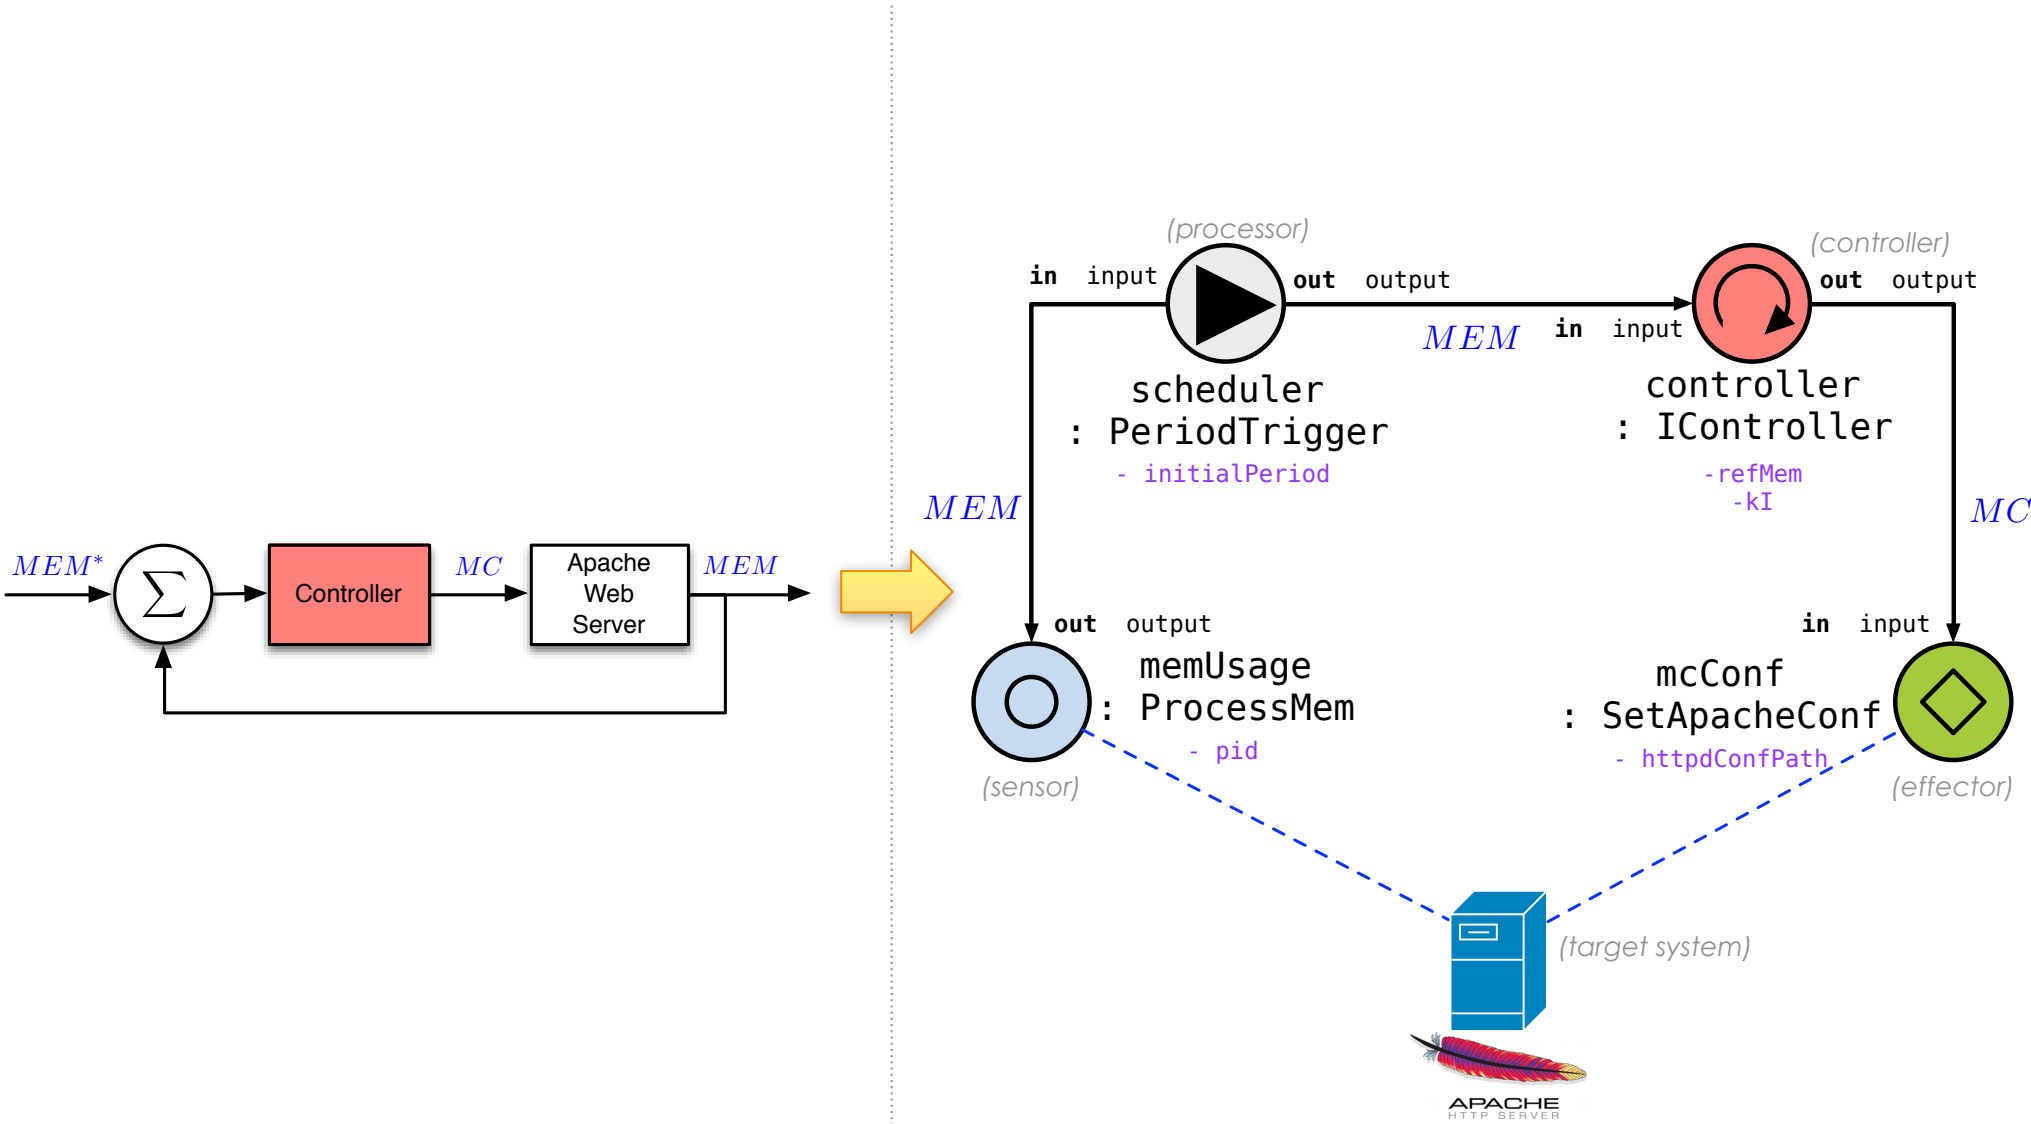 MEM*
Σ
Controller
MC
Apache
Web
Server
MEM
(processor)
in input
out output
MEM
in input
(controller)
out output
scheduler
: PeriodTrigger
- initialPeriod
controller
: IController
-refMem
-kI
MEM
MC
out output
memUsage
: ProcessMem
- pid
(sensor)
in input
mcConf
: SetApacheConf
- httpdConfPath
(effector)
(target system)
APACHE
HTTP SERVER